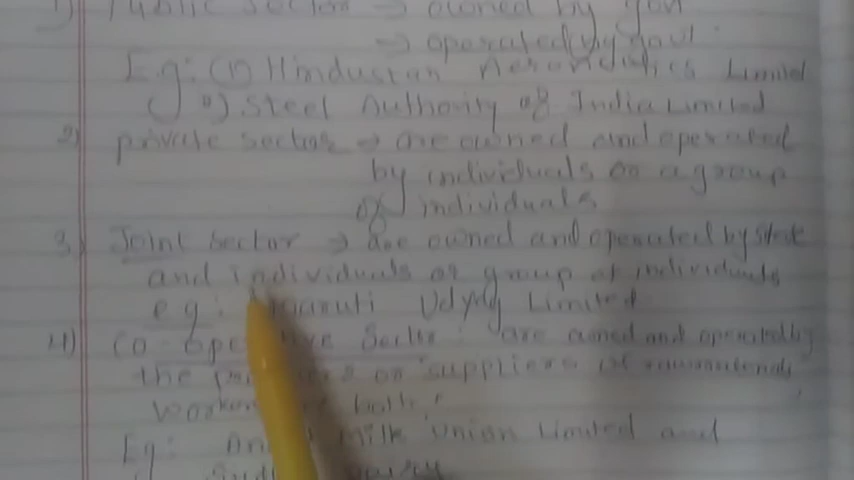 1) Public Sector → owned by govt
→ operated by govt.
Eg: (1) Hindustan Aeronautics Limited
2) Steel Authority of India Limited
2) private sector → are owned and operated
by individuals or a group
of individuals
3) Joint sector → are owned and operated by state
and individuals or group of individuals
eg: maruti Udyog Limited
4) Co-operative Sector are owned and operated by
the producers or suppliers of raw materials,
workers or both.
Eg: Milk Union Limited and